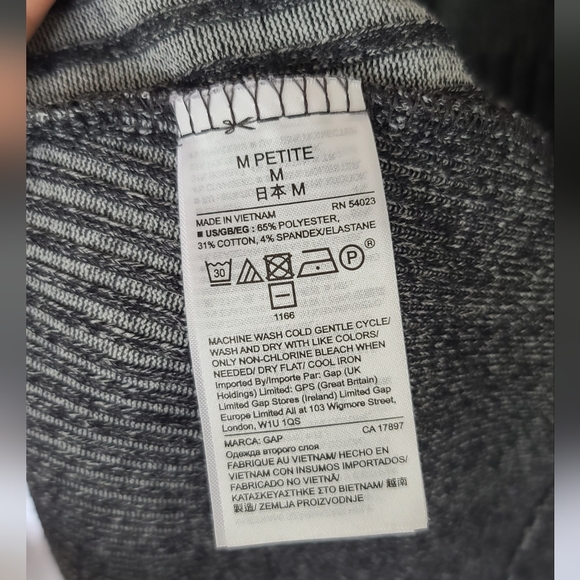 M PETITE
M
日本 M
MADE IN VIETNAM RN 54023
■ US/GB/EG : 65% POLYESTER,
31% COTTON, 4% SPANDEX/ELASTANE
30 P ®
1166
MACHINE WASH COLD GENTLE CYCLE/
WASH AND DRY WITH LIKE COLORS/
ONLY NON-CHLORINE BLEACH WHEN
NEEDED/ DRY FLAT/ COOL IRON
Imported By/Importe Par: Gap (UK
Holdings) Limited: GPS (Great Britain)
Limited Gap Stores (Ireland) Limited Gap
Europe Limited All at 103 Wigmore Street,
London, W1U 1QS
MARCA: GAP CA 17897
Одежда второго слоя
FABRIQUE AU VIETNAM/ HECHO EN
VIETNAM CON INSUMOS IMPORTADOS/
FABRICADO EM VIETNAM/
ΚΑΤΑΣΚΕΥΑΣΤΗΚΕ ΣΤΟ ΒΙΕΤΝΑΜ/ 越南
製造/ ZEMLJA PROIZVODNJE